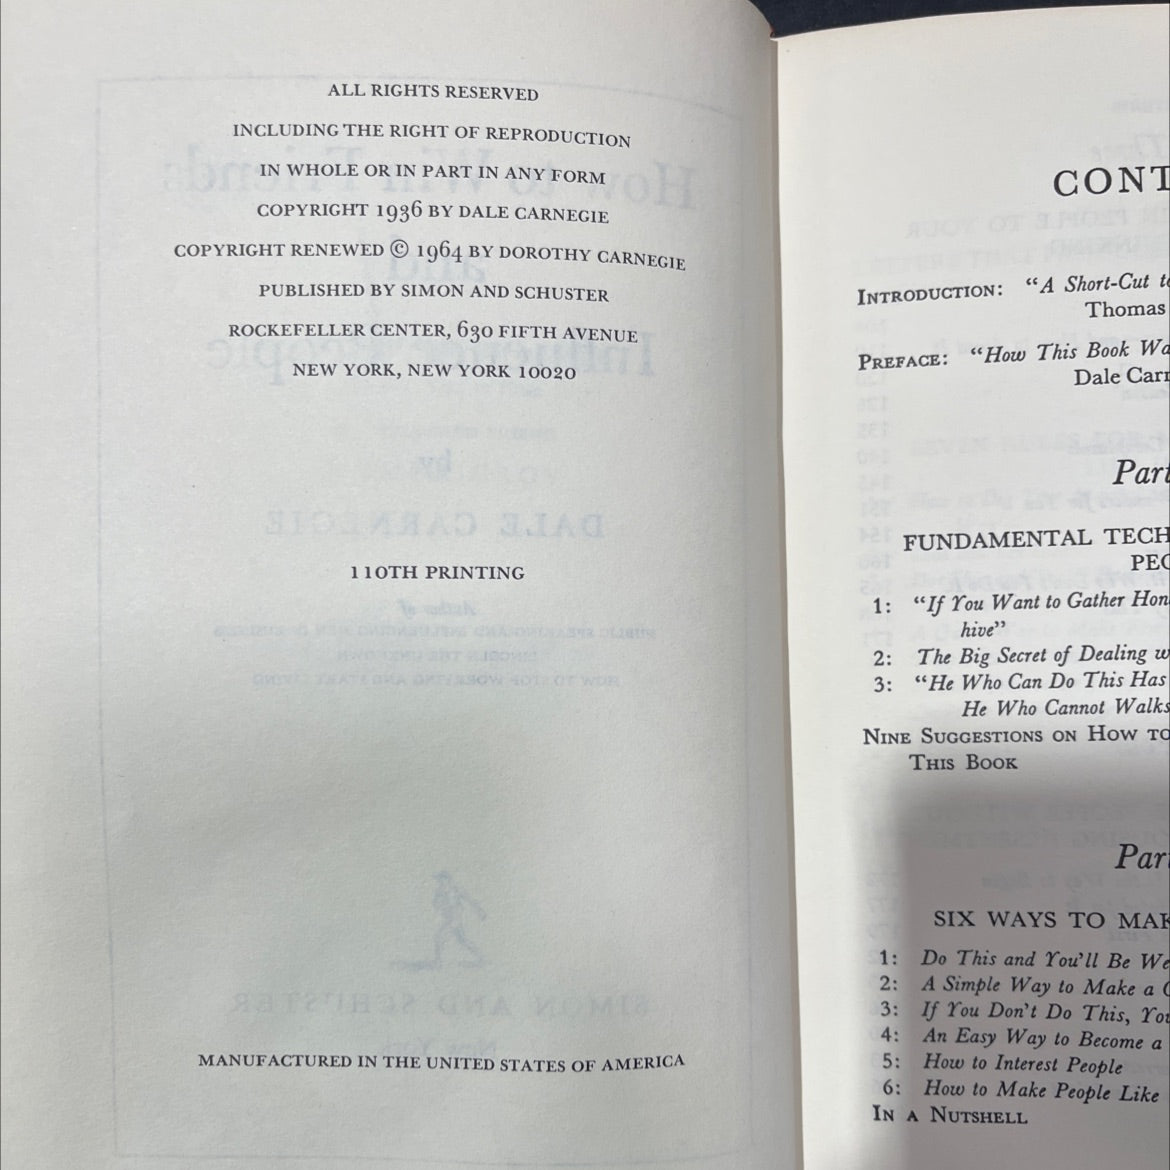 ALL RIGHTS RESERVED
INCLUDING THE RIGHT OF REPRODUCTION
IN WHOLE OR IN PART IN ANY FORM
COPYRIGHT 1936 BY DALE CARNEGIE
COPYRIGHT RENEWED © 1964 BY DOROTHY CARNEGIE
PUBLISHED BY SIMON AND SCHUSTER
ROCKEFELLER CENTER, 630 FIFTH AVENUE
NEW YORK, NEW YORK 10020
110TH PRINTING
MANUFACTURED IN THE UNITED STATES OF AMERICA
CONT
INTRODUCTION: "A Short-Cut to
Thomas
PREFACE: "How This Book Wa
Dale Carn
Part
FUNDAMENTAL TECH
PEO
1: "If You Want to Gather Hon
hive"
2: The Big Secret of Dealing w
3: "He Who Can Do This Has
He Who Cannot Walks
NINE SUGGESTIONS ON HOW TO
THIS BOOK
Part
SIX WAYS TO MAK
1: Do This and You'll Be We
2: A Simple Way to Make a G
3: If You Don't Do This, You
4: An Easy Way to Become a
5: How to Interest People
6: How to Make People Like
IN A NUTSHELL